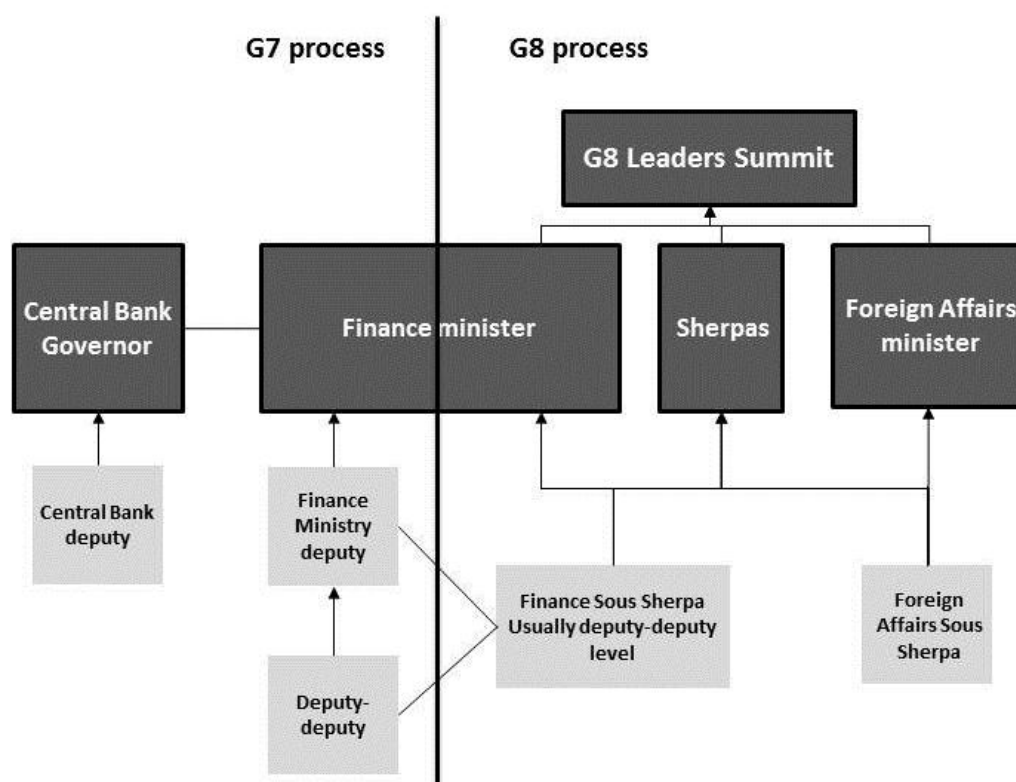 G7 process
G8 process
G8 Leaders Summit
Central Bank
Governor
Finance minister
Sherpas
Foreign Affairs
minister
Central Bank
deputy
Finance
Ministry
deputy
Finance Sous Sherpa
Usually deputy-deputy
level
Foreign
Affairs Sous
Sherpa
Deputy-
deputy